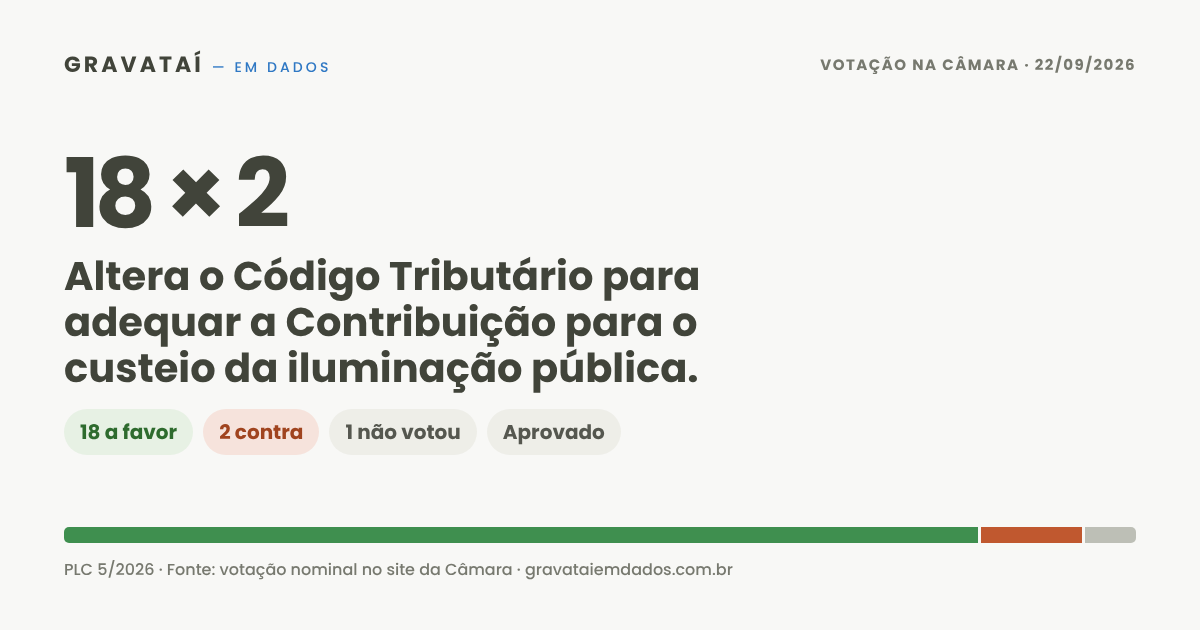 GRAVATAÍ — EM DADOS
VOTAÇÃO NA CÂMARA · 22/09/2026
18 × 2
Altera o Código Tributário para
adequar a Contribuição para o
custeio da iluminação pública.
18 a favor
2 contra
1 não votou
Aprovado
PLC 5/2026 · Fonte: votação nominal no site da Câmara · gravataiemdados.com.br